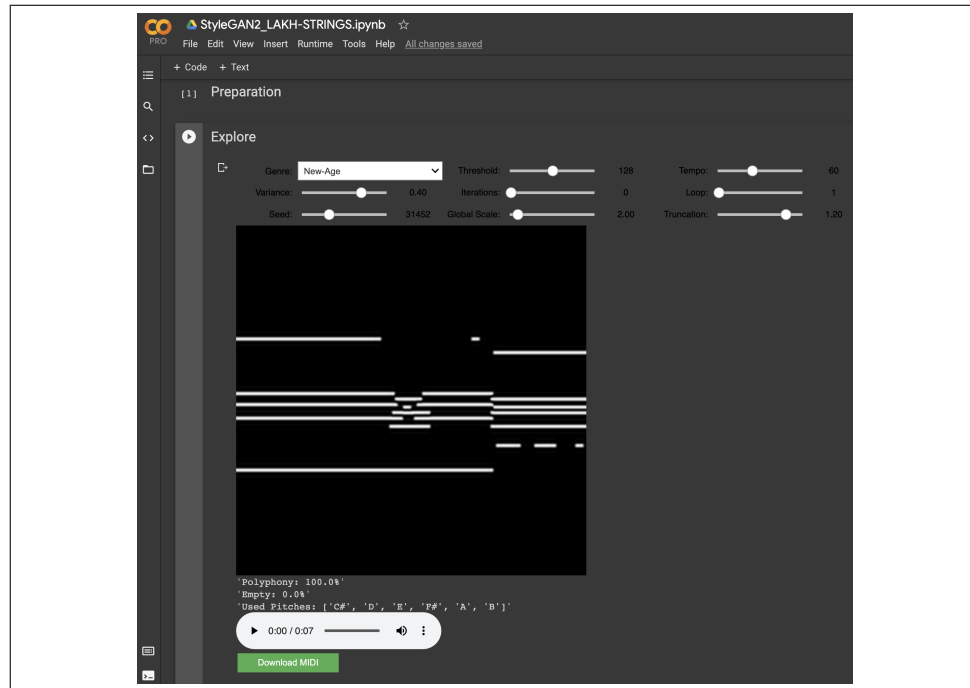 CO
PRO
StyleGAN2_LAKH-STRINGS.ipynb
File Edit View Insert Runtime Tools Help All changes saved
+ Code + Text
[1] Preparation
Explore
Genre: New-Age Threshold: 128 Tempo: 60
Variance: 0.40 Iterations: 0 Loop: 1
Seed: 31452 Global Scale: 2.00 Truncation: 1.20
'Polyphony: 100.0%'
'Empty: 0.0%'
'Used Pitches: ['C#', 'D', 'E', 'F#', 'A', 'B']'
0:00 / 0:07
Download MIDI